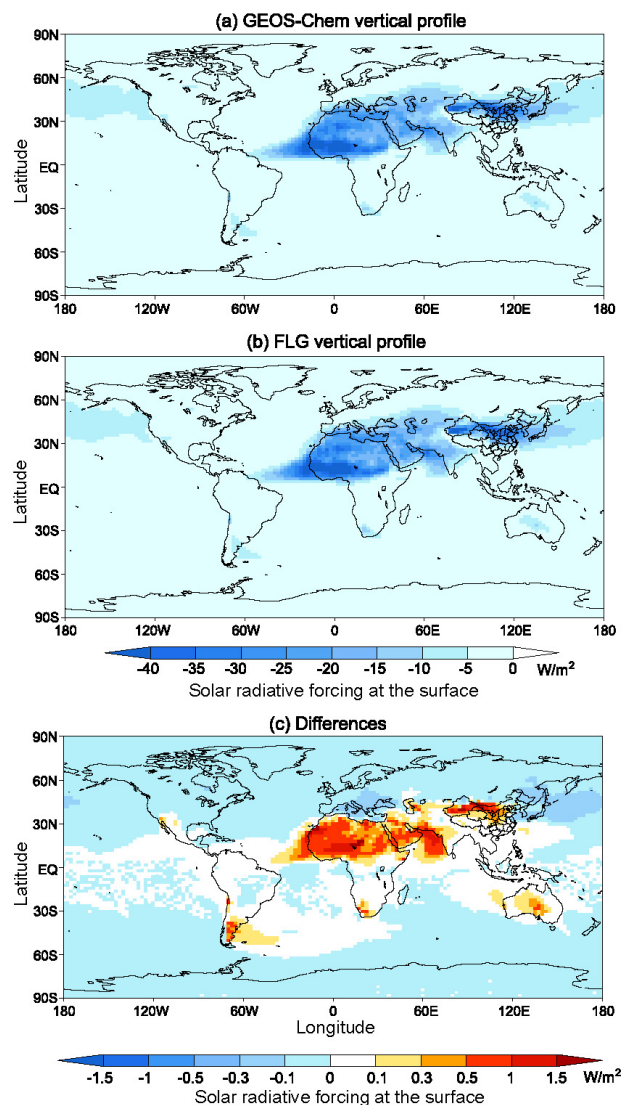 (a) GEOS-Chem vertical profile
90N
60N
30N
EQ
30S
60S
90S
Latitude
180 120W 60W 0 60E 120E 180
(b) FLG vertical profile
90N
60N
30N
EQ
30S
60S
90S
Latitude
180 120W 60W 0 60E 120E 180
-40 -35 -30 -25 -20 -15 -10 -5 0 W/m²
Solar radiative forcing at the surface
(c) Differences
90N
60N
30N
EQ
30S
60S
90S
Latitude
180 120W 60W 0 60E 120E 180
Longitude
-1.5 -1 -0.5 -0.3 -0.1 0 0.1 0.3 0.5 1 1.5 W/m²
Solar radiative forcing at the surface